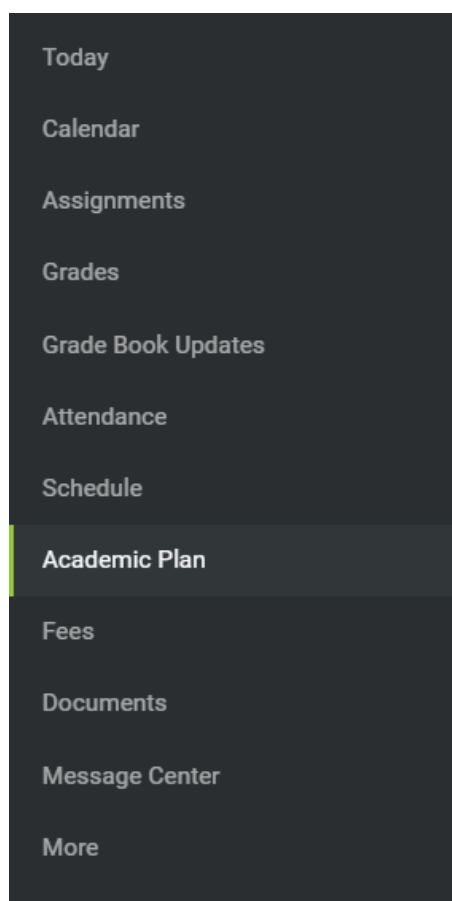 Today
Calendar
Assignments
Grades
Grade Book Updates
Attendance
Schedule
Academic Plan
Fees
Documents
Message Center
More